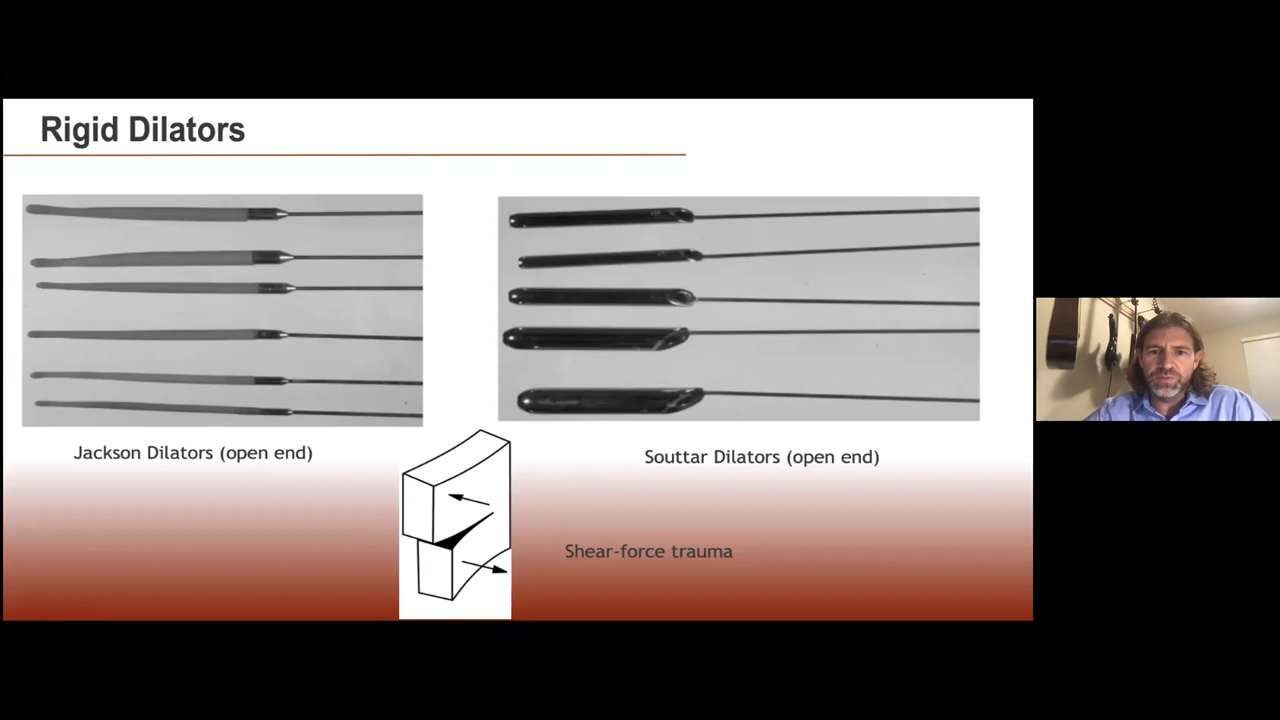 Rigid Dilators
Jackson Dilators (open end)
Souttar Dilators (open end)
Shear-force trauma